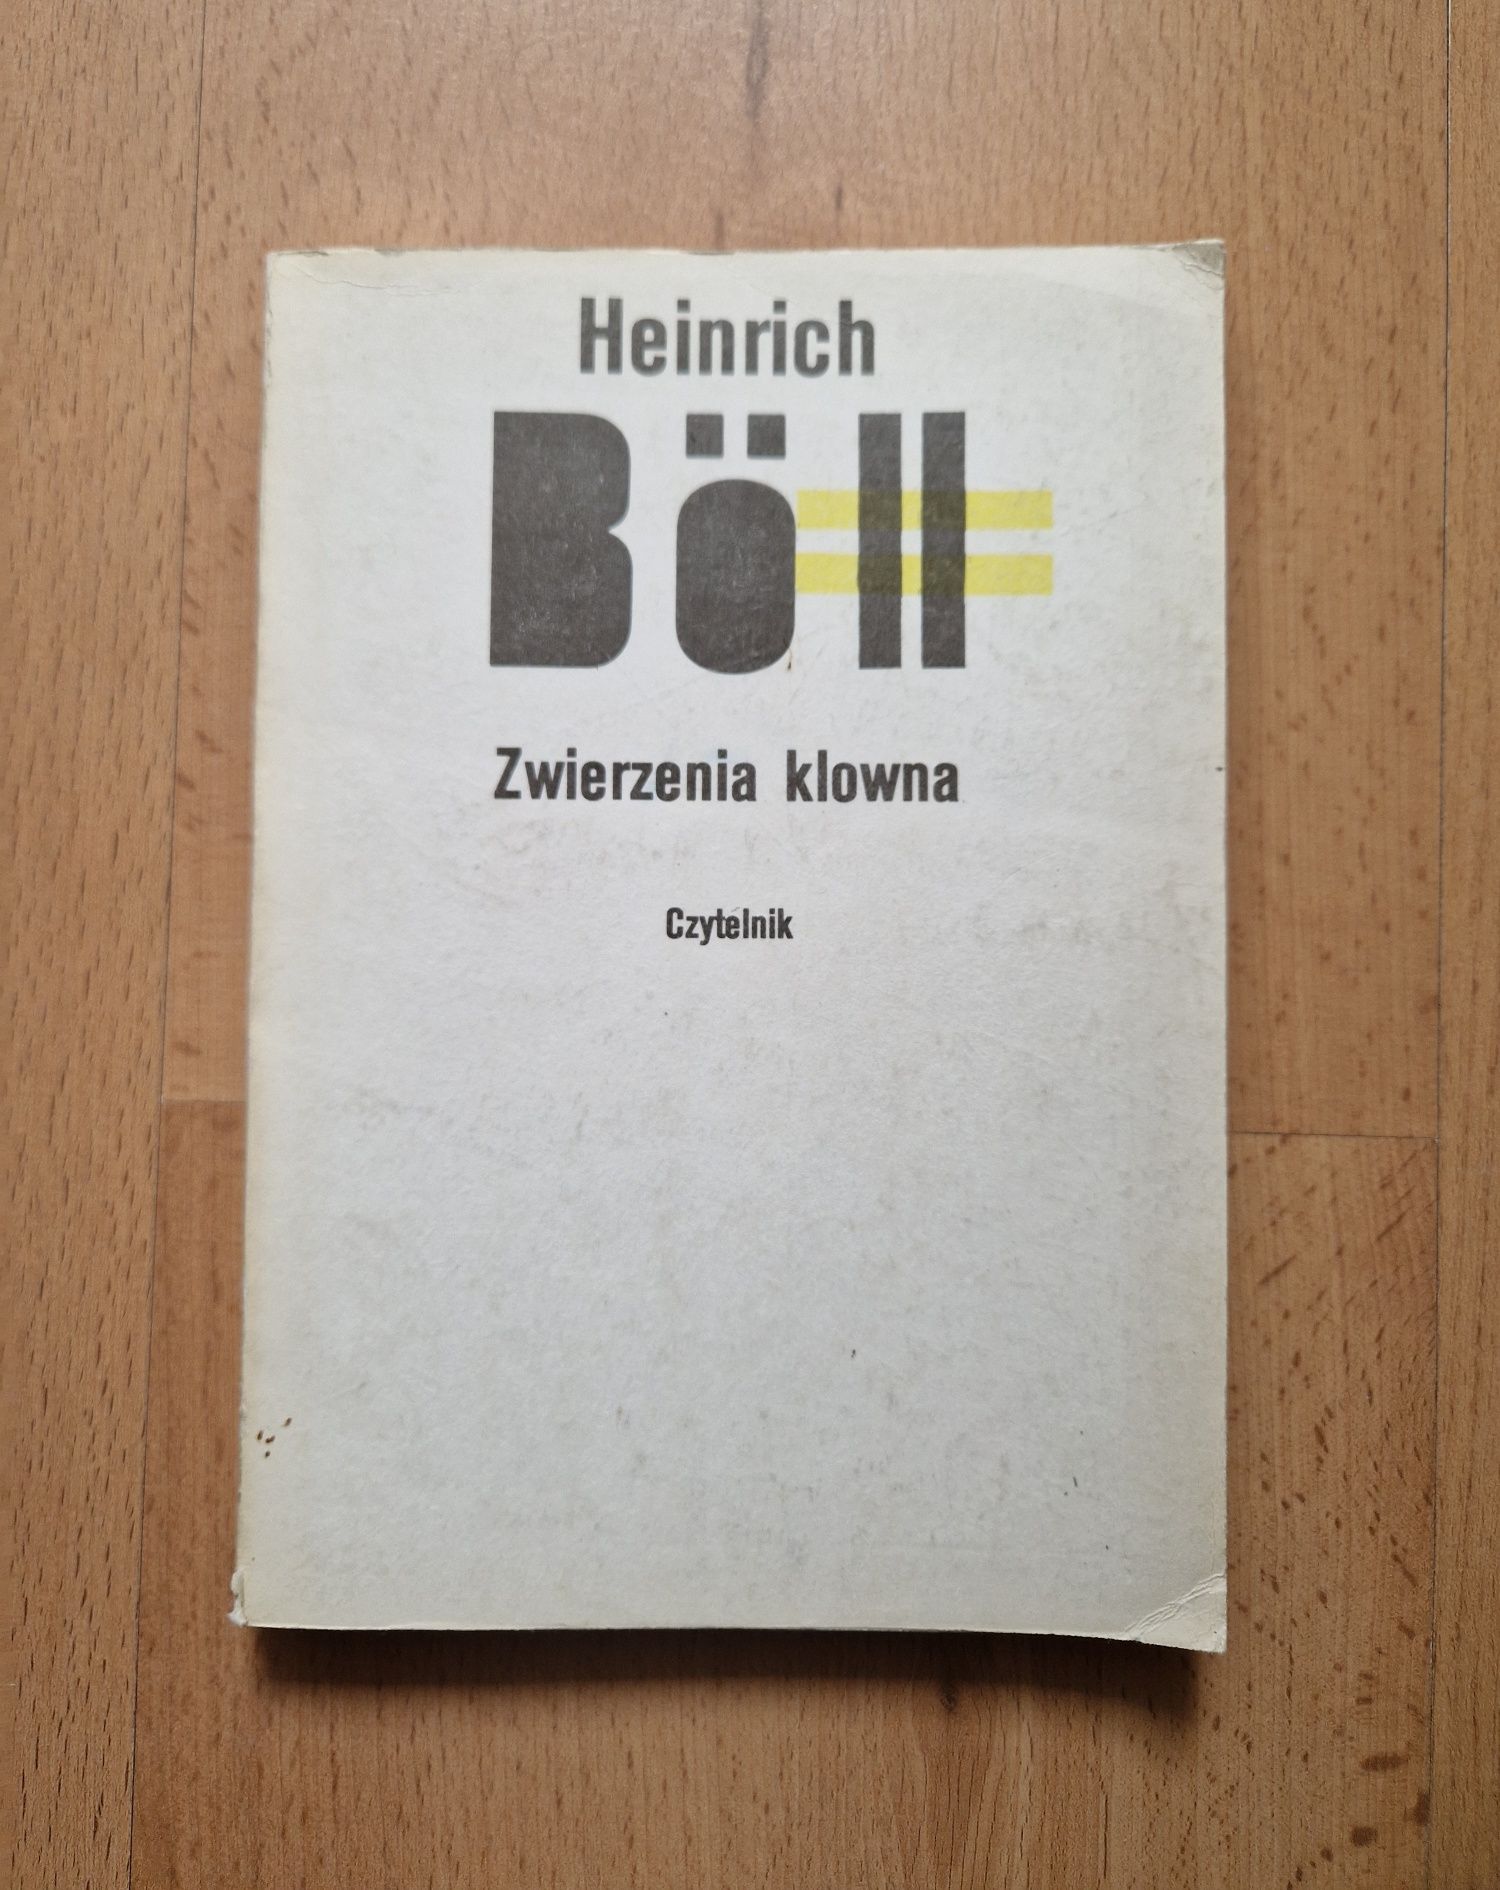 Heinrich
Böll
Zwierzenia klowna
Czytelnik